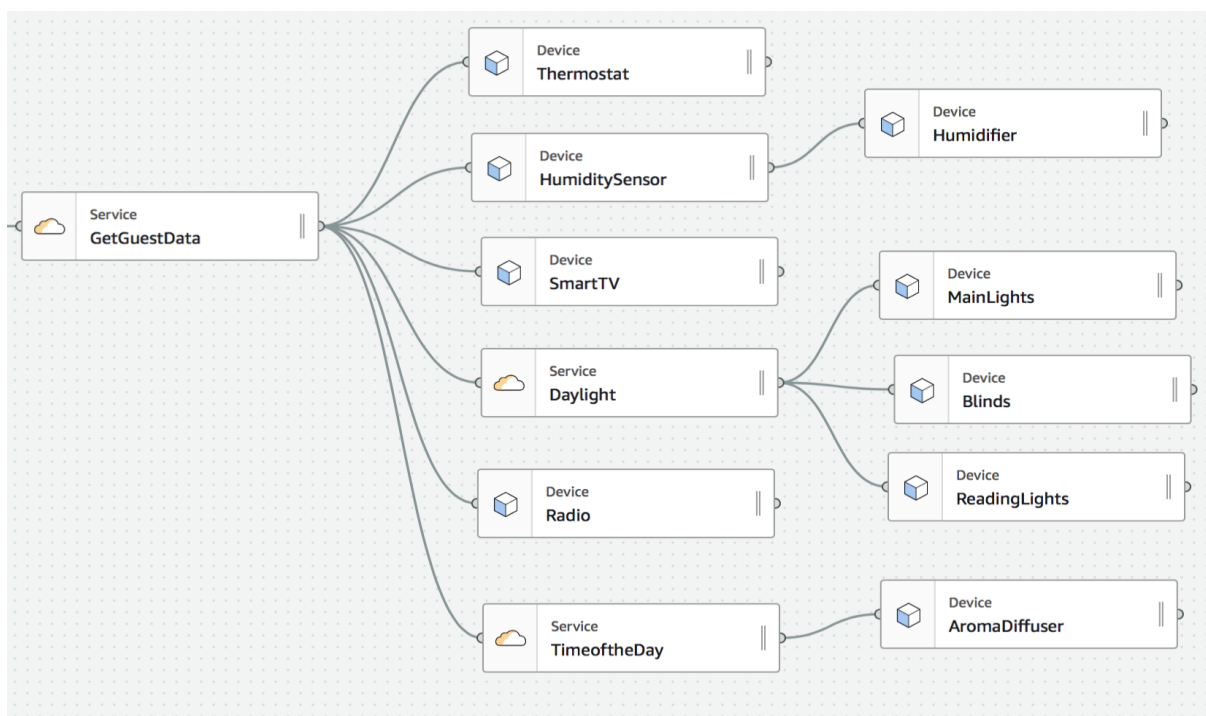 Device
Thermostat
Device
Humidifier
Device
HumiditySensor
Service
GetGuestData
Device
SmartTV
Device
MainLights
Service
Daylight
Device
Blinds
Device
ReadingLights
Device
Radio
Device
AromaDiffuser
Service
TimeoftheDay